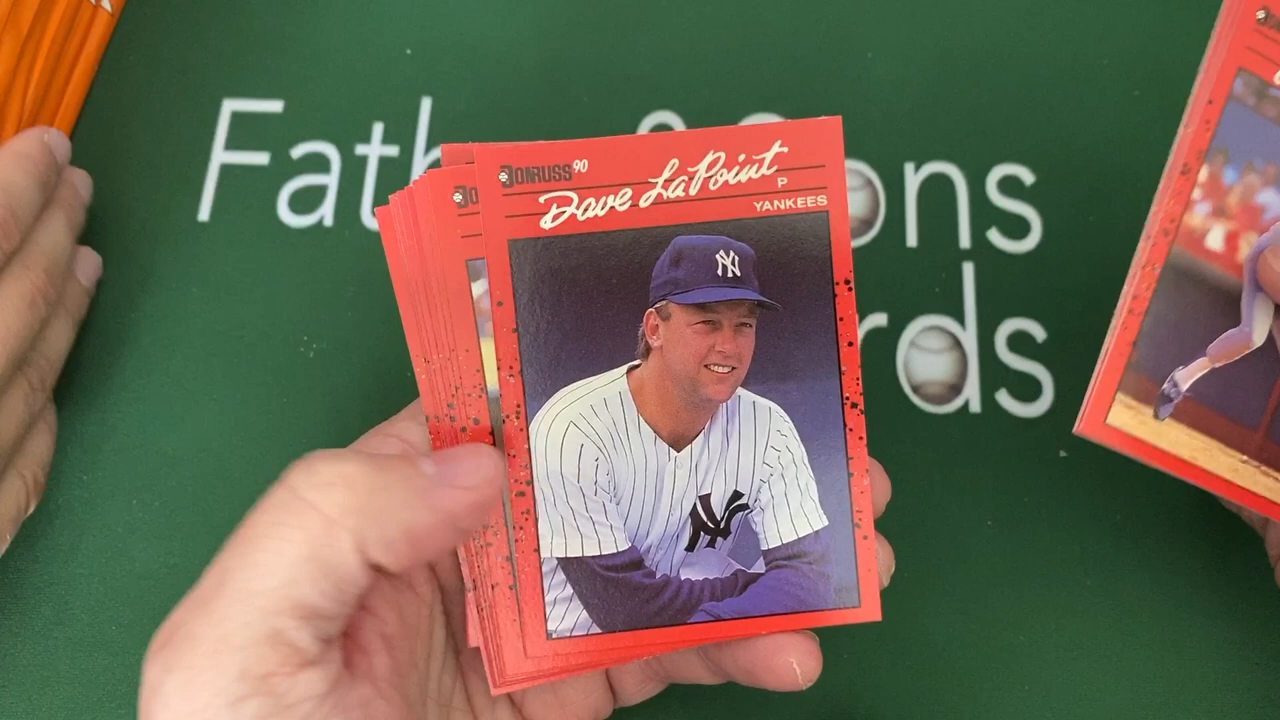 Fath
ons
rds
DONRUSS 90
Dave LaPoint
P
YANKEES
NY
NY